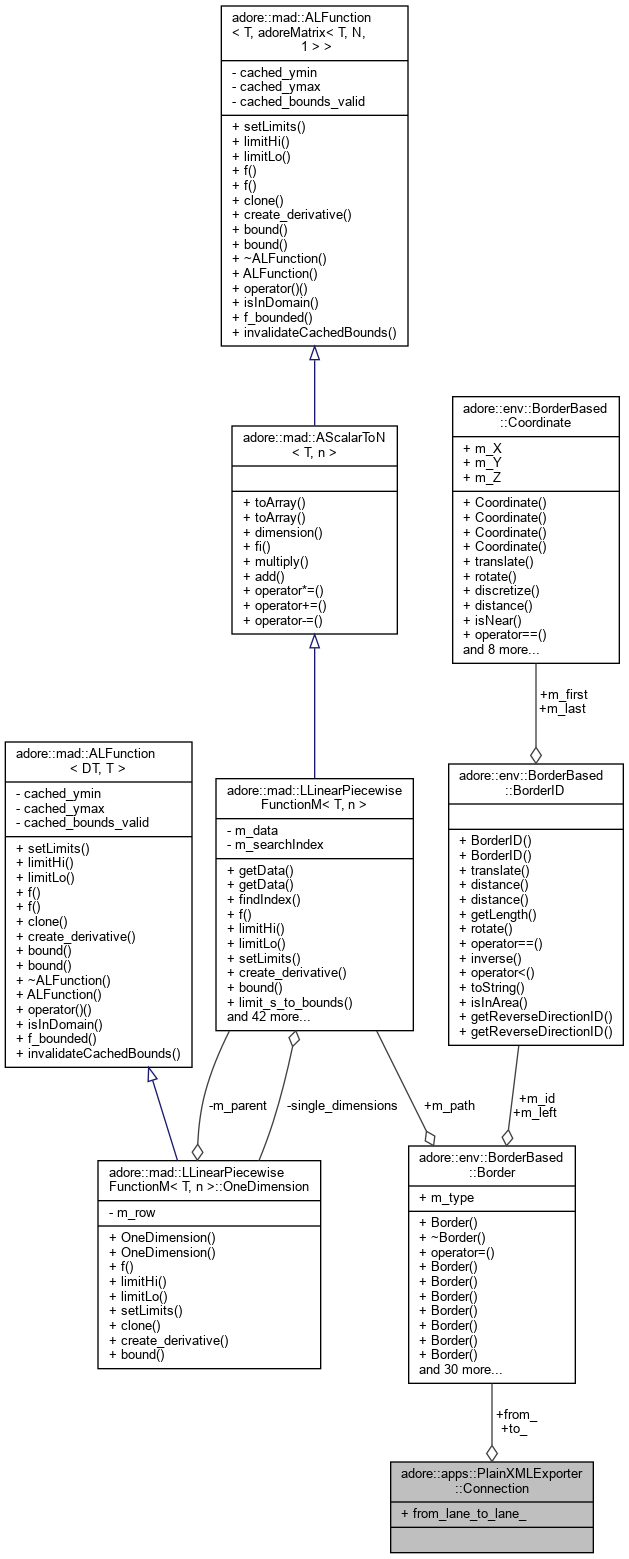 adore::mad::ALFunction
< T, adoreMatrix< T, N,
1 > >
- cached_ymin
- cached_ymax
- cached_bounds_valid
+ setLimits()
+ limitHi()
+ limitLo()
+ f()
+ f()
+ clone()
+ create_derivative()
+ bound()
+ bound()
+ ~ALFunction()
+ ALFunction()
+ operator()()
+ isInDomain()
+ f_bounded()
+ invalidateCachedBounds()
adore::mad::AScalarToN
< T, n >
+ toArray()
+ toArray()
+ dimension()
+ fi()
+ multiply()
+ add()
+ operator*=()
+ operator+=()
+ operator-=()
adore::env::BorderBased
::Coordinate
+ m_X
+ m_Y
+ m_Z
+ Coordinate()
+ Coordinate()
+ Coordinate()
+ Coordinate()
+ translate()
+ rotate()
+ discretize()
+ distance()
+ isNear()
+ operator==()
and 8 more...
+m_first
+m_last
adore::mad::ALFunction
< DT, T >
- cached_ymin
- cached_ymax
- cached_bounds_valid
+ setLimits()
+ limitHi()
+ limitLo()
+ f()
+ f()
+ clone()
+ create_derivative()
+ bound()
+ bound()
+ ~ALFunction()
+ ALFunction()
+ operator()()
+ isInDomain()
+ f_bounded()
+ invalidateCachedBounds()
adore::mad::LLinearPiecewise
FunctionM< T, n >
- m_data
- m_searchIndex
+ getData()
+ getData()
+ findIndex()
+ f()
+ limitHi()
+ limitLo()
+ setLimits()
+ create_derivative()
+ bound()
+ limit_s_to_bounds()
and 42 more...
adore::env::BorderBased
::BorderID
+ BorderID()
+ BorderID()
+ translate()
+ distance()
+ distance()
+ getLength()
+ rotate()
+ operator==()
+ inverse()
+ operator<()
+ toString()
+ isInArea()
+ getReverseDirectionID()
+ getReverseDirectionID()
-m_parent
-single_dimensions
+m_path
+m_id
+m_left
adore::mad::LLinearPiecewise
FunctionM< T, n >::OneDimension
- m_row
+ OneDimension()
+ OneDimension()
+ f()
+ limitHi()
+ limitLo()
+ setLimits()
+ clone()
+ create_derivative()
+ bound()
adore::env::BorderBased
::Border
+ m_type
+ Border()
+ ~Border()
+ operator=()
+ Border()
+ Border()
+ Border()
+ Border()
+ Border()
+ Border()
+ Border()
and 30 more...
+from_
+to_
adore::apps::PlainXMLExporter
::Connection
+ from_lane_to_lane_